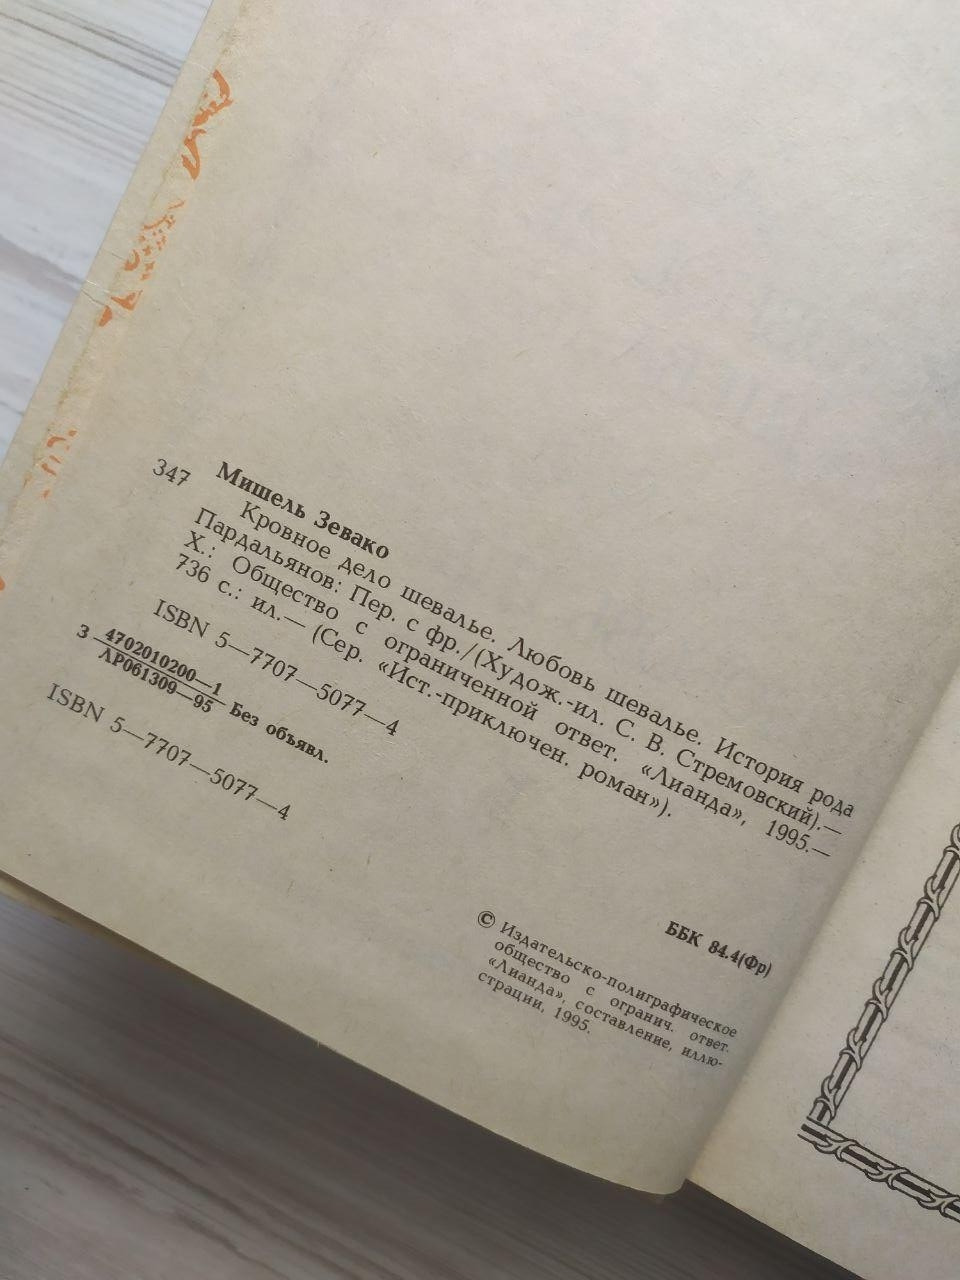 Мишель Зевако
347 Кровное дело шевалье. Любовь шевалье. История рода
Пардальянов: Пер. с фр./(Худож.-ил. С. В. Стремовский).—
Х.: Общество с ограниченной ответ. «Лианда», 1995.—
736 с.: ил.— (Сер. «Ист.-приключен. роман»).
ISBN 5—7707—5077—4
З 4702010200—1
ЛР061309—95 Без объявл.
ISBN 5—7707—5077—4
ББК 84.4(Фр)
© Издательско-полиграфическое
общество с огранич. ответ.
«Лианда», составление, иллю-
страции, 1995.